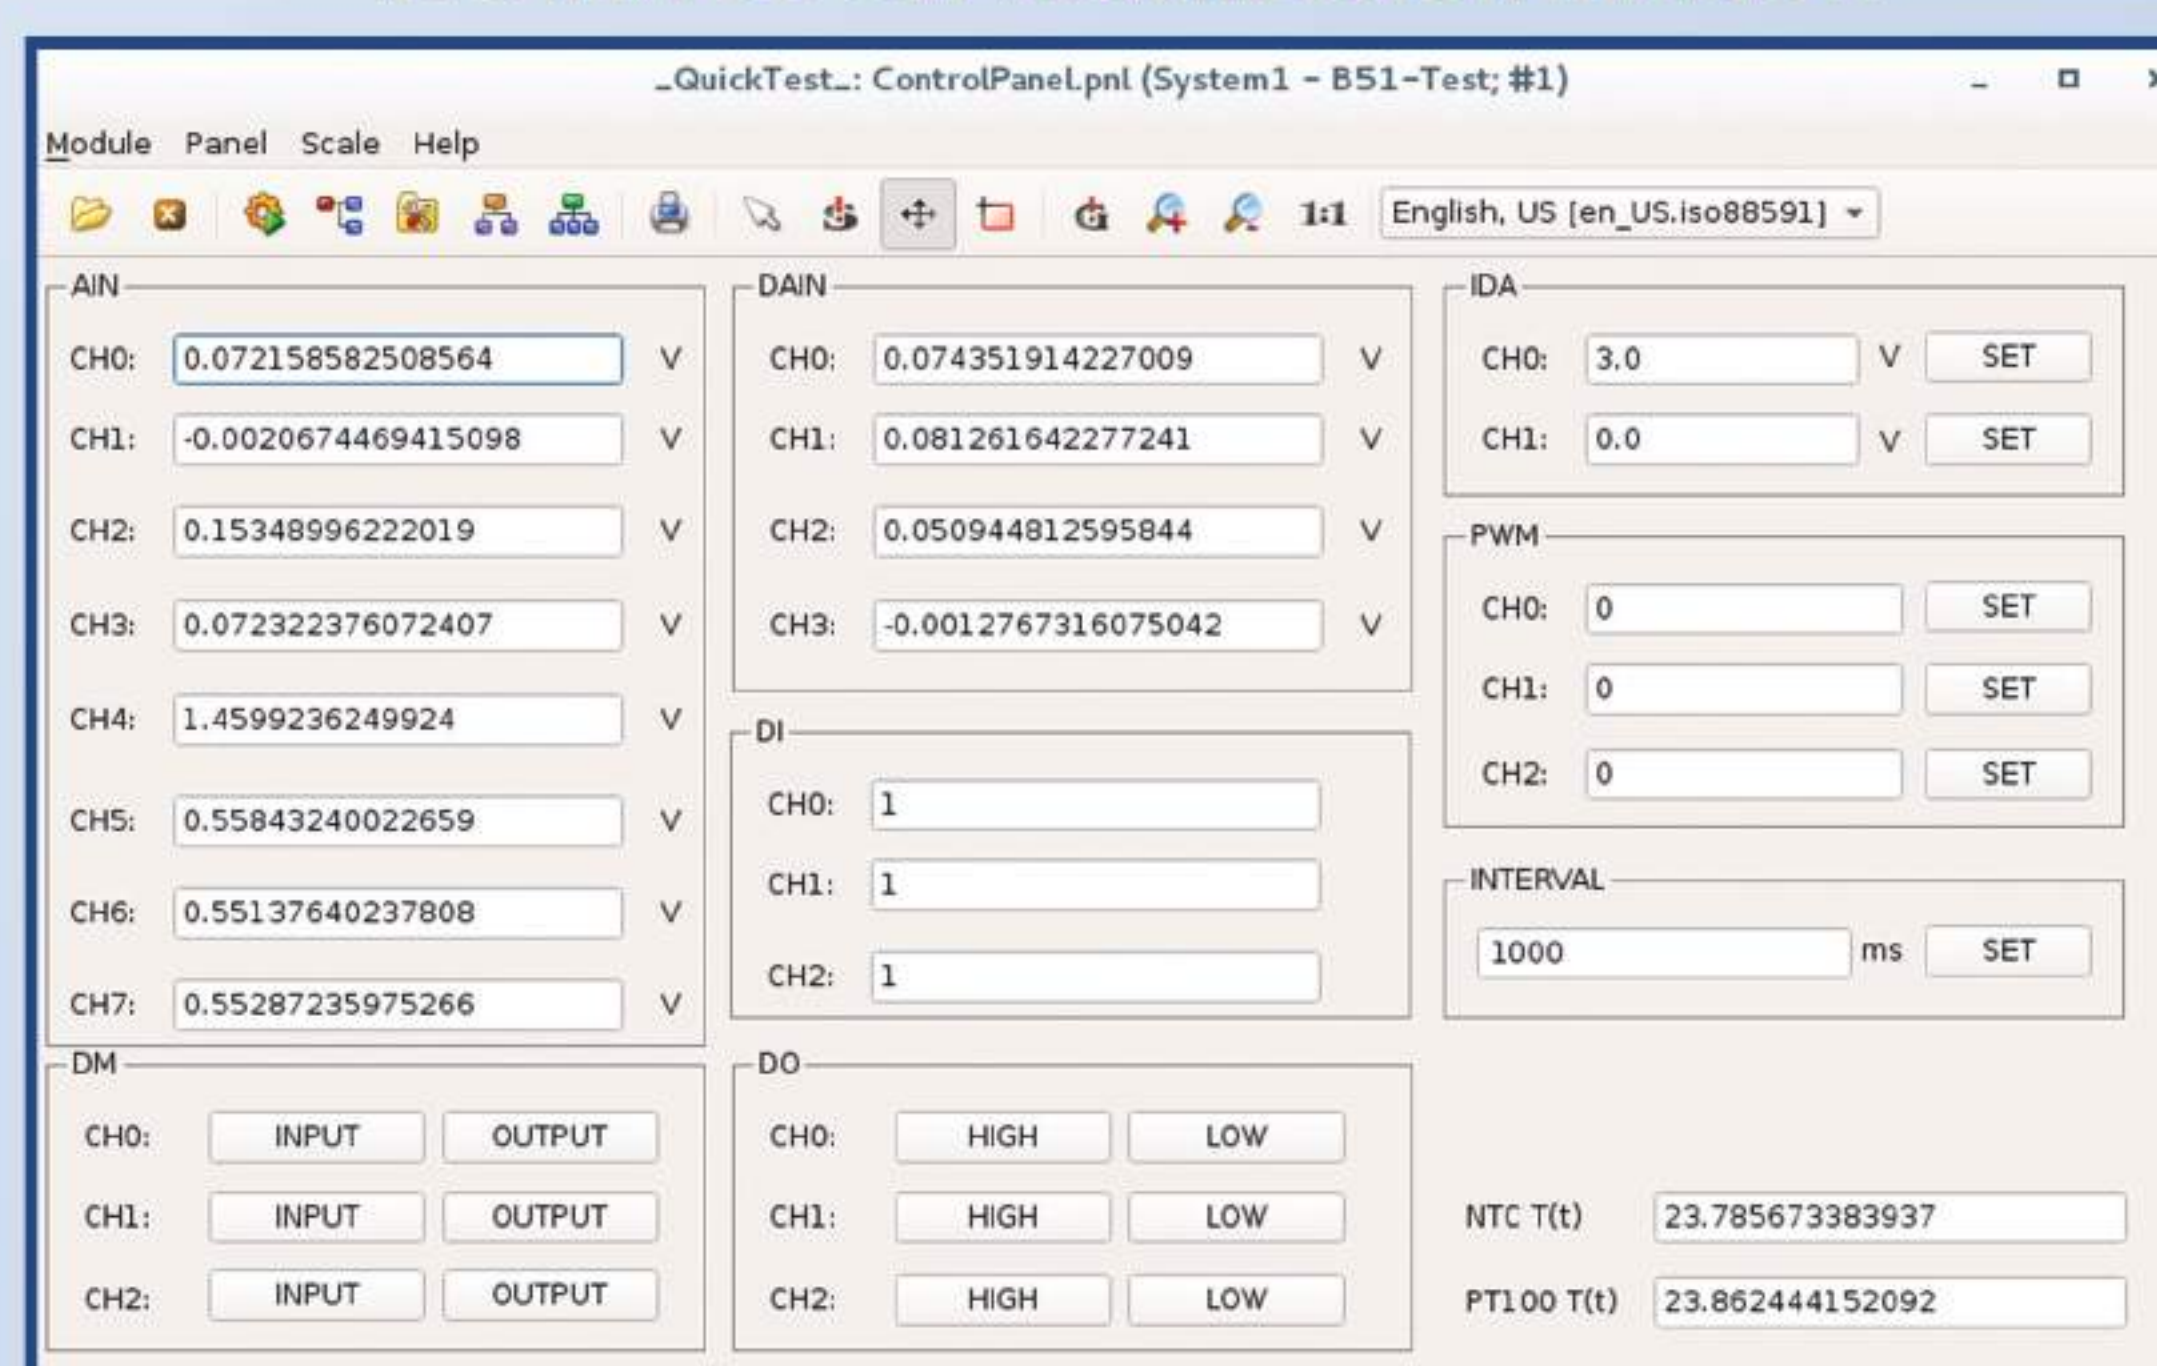 _QuickTest_: ControlPanel.pnl (System1 - B51-Test; #1)
Module Panel Scale Help
1:1 English, US [en_US.iso88591]
AIN
CH0: 0.072158582508564 V
CH1: -0.0020674469415098 V
CH2: 0.15348996222019 V
CH3: 0.072322376072407 V
CH4: 1.4599236249924 V
CH5: 0.55843240022659 V
CH6: 0.55137640237808 V
CH7: 0.55287235975266 V
DAIN
CH0: 0.074351914227009 V
CH1: 0.081261642277241 V
CH2: 0.050944812595844 V
CH3: -0.0012767316075042 V
DI
CH0: 1
CH1: 1
CH2: 1
IDA
CH0: 3.0 V SET
CH1: 0.0 V SET
PWM
CH0: 0 SET
CH1: 0 SET
CH2: 0 SET
INTERVAL
1000 ms SET
DM
CH0: INPUT OUTPUT
CH1: INPUT OUTPUT
CH2: INPUT OUTPUT
DO
CH0: HIGH LOW
CH1: HIGH LOW
CH2: HIGH LOW
NTC T(t) 23.785673383937
PT100 T(t) 23.862444152092